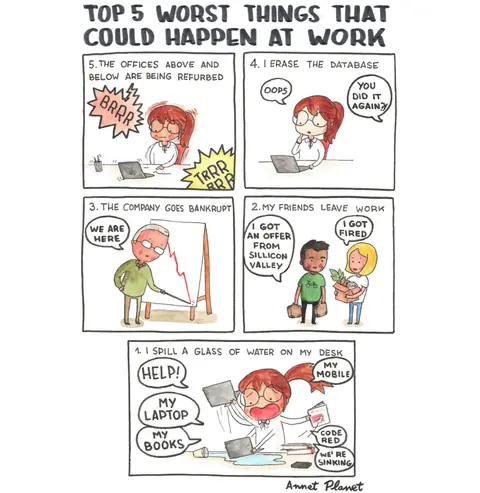 TOP 5 WORST THINGS THAT
COULD HAPPEN AT WORK
5. THE OFFICES ABOVE AND
BELOW ARE BEING REFURBED
BRRR
TRRR
RRR
4. I ERASE THE DATABASE
OOPS
YOU
DID IT
AGAIN?
3. THE COMPANY GOES BANKRUPT
WE ARE
HERE
2. MY FRIENDS LEAVE WORK
I GOT
AN OFFER
FROM
SILLICON
VALLEY
I GOT
FIRED
1. I SPILL A GLASS OF WATER ON MY DESK
HELP!
MY
LAPTOP
MY
BOOKS
MY
MOBILE
CODE
RED
WE'RE
SINKING
Annet Planet